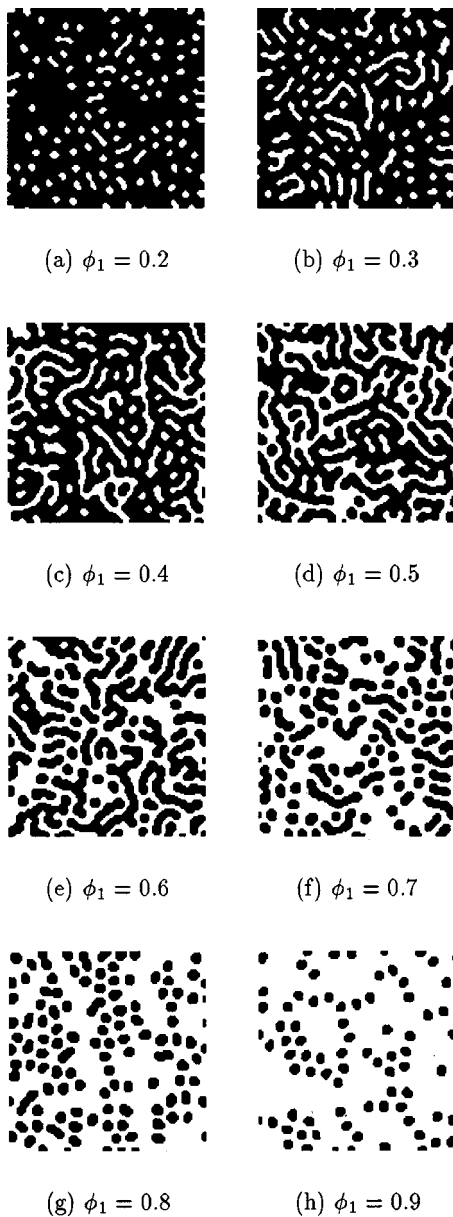 (a) ϕ₁ = 0.2 (b) ϕ₁ = 0.3
(c) ϕ₁ = 0.4 (d) ϕ₁ = 0.5
(e) ϕ₁ = 0.6 (f) ϕ₁ = 0.7
(g) ϕ₁ = 0.8 (h) ϕ₁ = 0.9